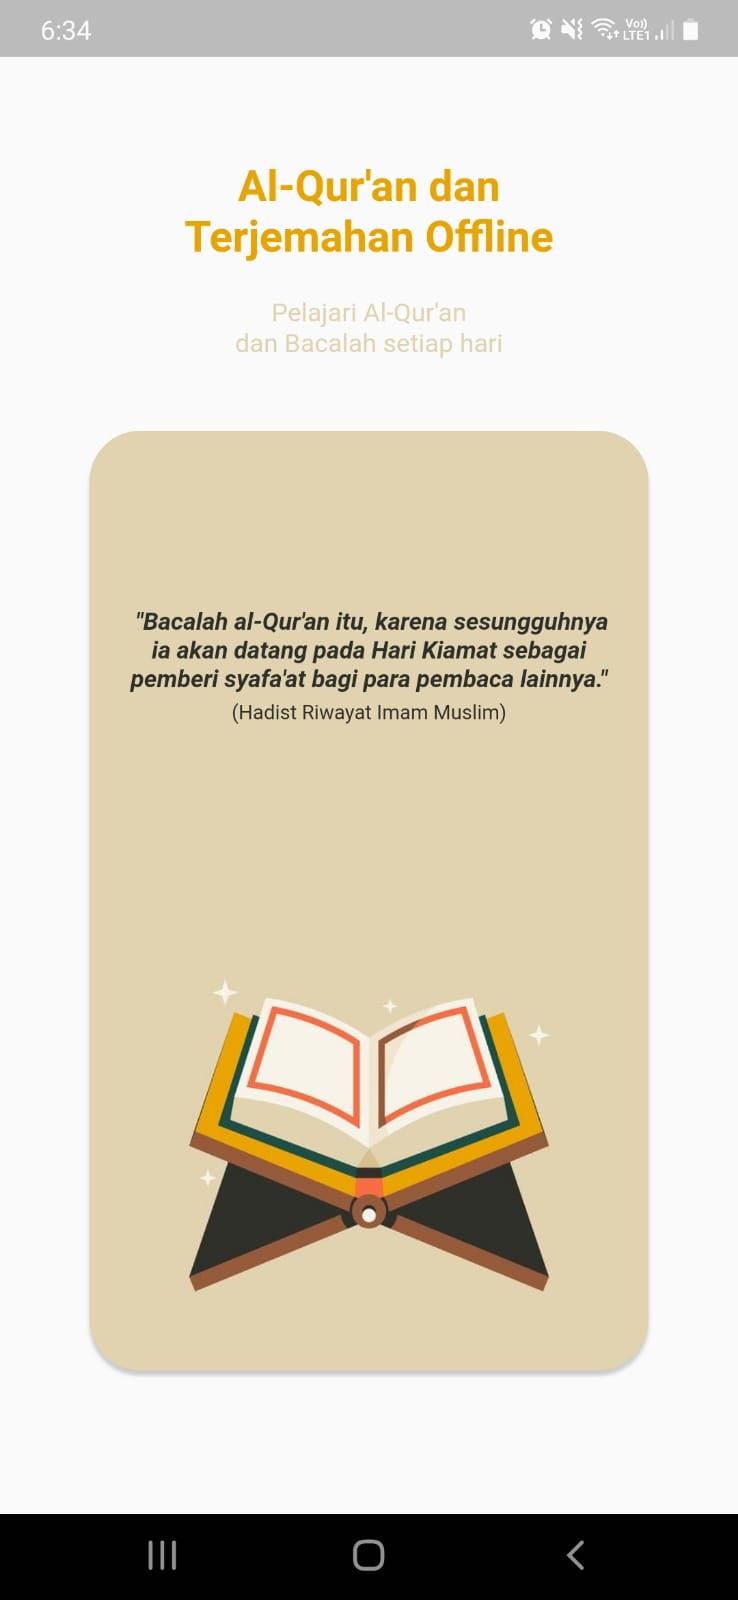 6:34
Vo))
LTE1
Al-Qur'an dan
Terjemahan Offline
Pelajari Al-Qur'an
dan Bacalah setiap hari
"Bacalah al-Qur'an itu, karena sesungguhnya
ia akan datang pada Hari Kiamat sebagai
pemberi syafa'at bagi para pembaca lainnya."
(Hadist Riwayat Imam Muslim)